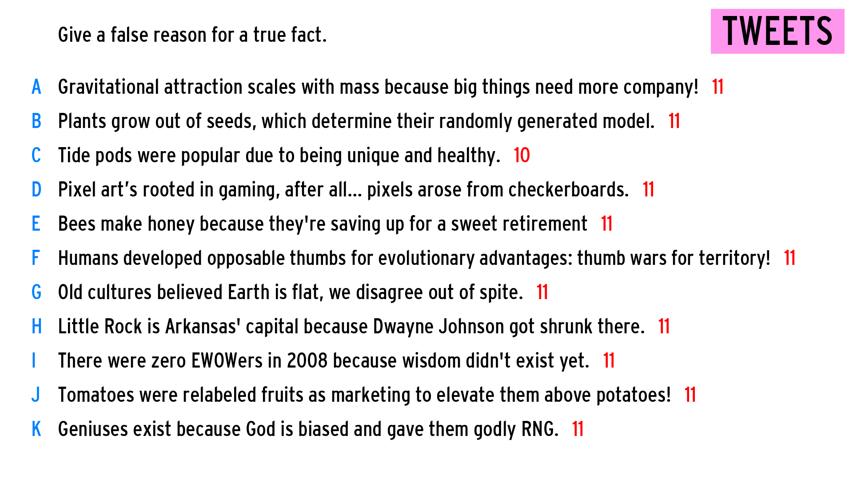 Give a false reason for a true fact.
TWEETS
A Gravitational attraction scales with mass because big things need more company! 11
B Plants grow out of seeds, which determine their randomly generated model. 11
C Tide pods were popular due to being unique and healthy. 10
D Pixel art's rooted in gaming, after all... pixels arose from checkerboards. 11
E Bees make honey because they're saving up for a sweet retirement 11
F Humans developed opposable thumbs for evolutionary advantages: thumb wars for territory! 11
G Old cultures believed Earth is flat, we disagree out of spite. 11
H Little Rock is Arkansas' capital because Dwayne Johnson got shrunk there. 11
I There were zero EWOWers in 2008 because wisdom didn't exist yet. 11
J Tomatoes were relabeled fruits as marketing to elevate them above potatoes! 11
K Geniuses exist because God is biased and gave them godly RNG. 11